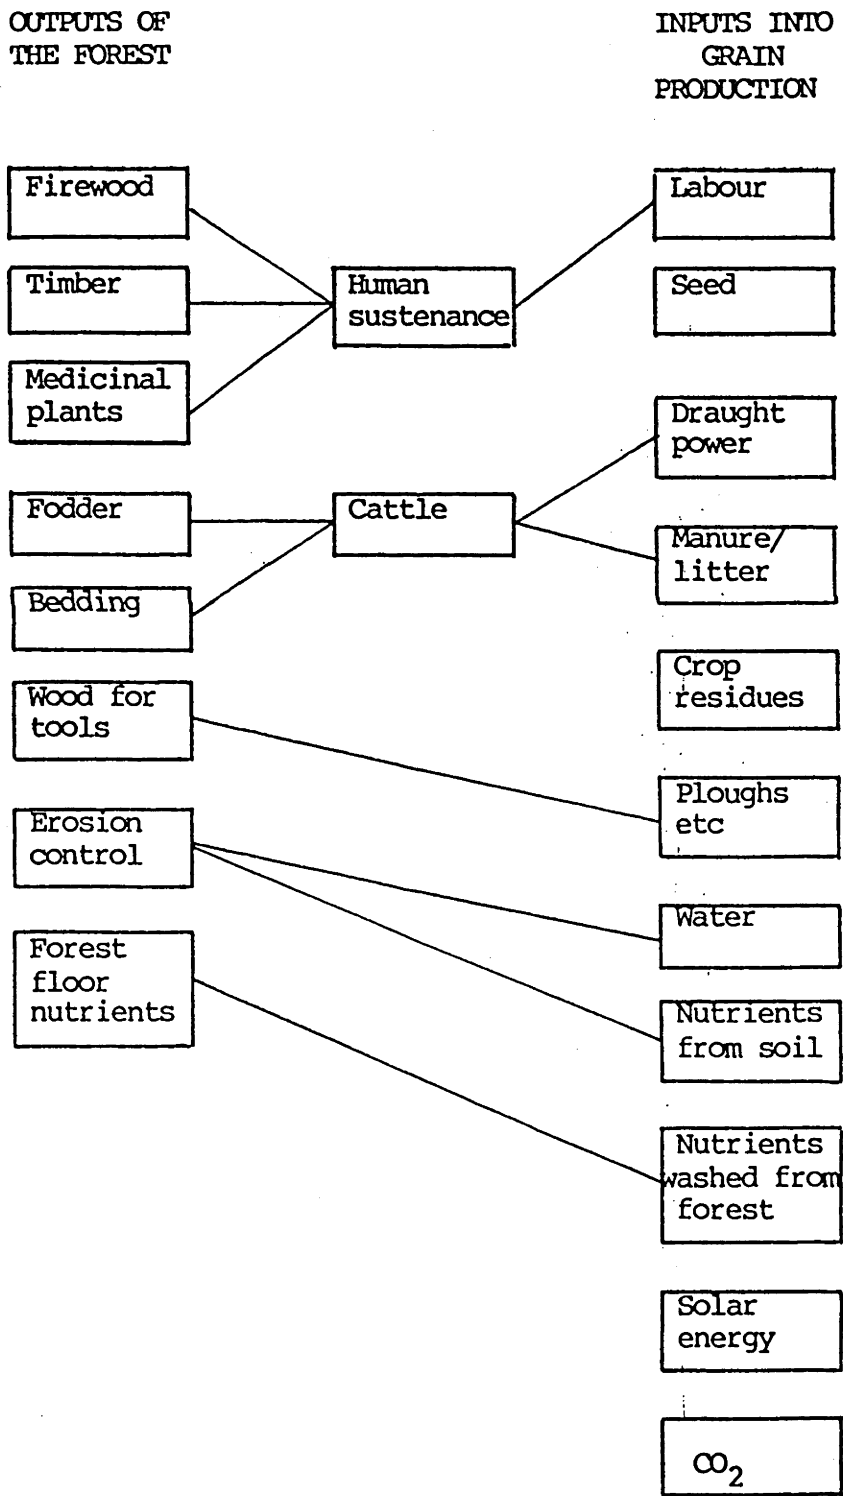 OUTPUTS OF
THE FOREST
INPUTS INTO
GRAIN
PRODUCTION
Firewood
Timber
Medicinal
plants
Fodder
Bedding
Wood for
tools
Erosion
control
Forest
floor
nutrients
Human
sustenance
Cattle
Labour
Seed
Draught
power
Manure/
litter
Crop
residues
Ploughs
etc
Water
Nutrients
from soil
Nutrients
washed from
forest
Solar
energy
CO₂